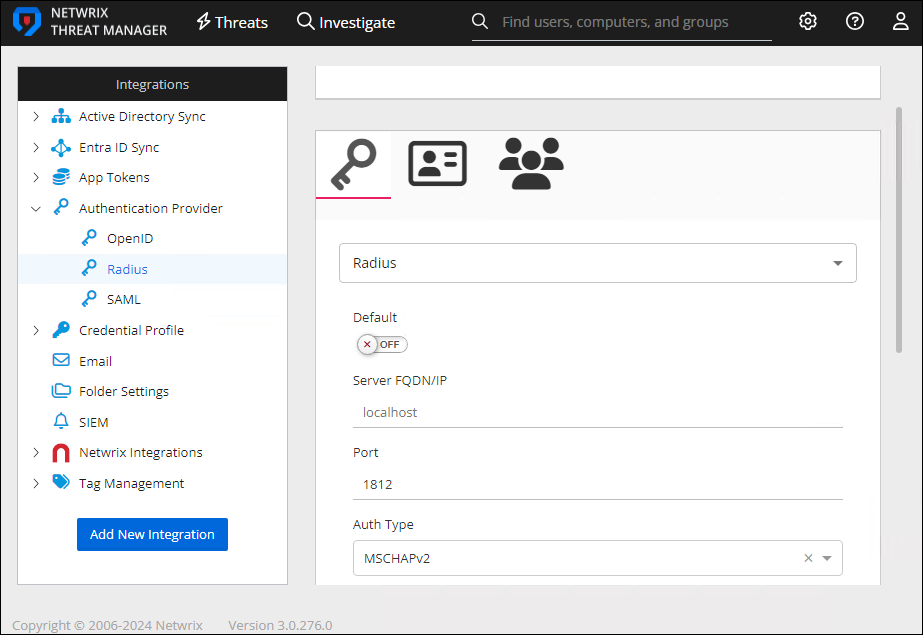 NETWRIX
THREAT MANAGER
Threats
Investigate
Find users, computers, and groups
Integrations
Active Directory Sync
Entra ID Sync
App Tokens
Authentication Provider
OpenID
Radius
SAML
Credential Profile
Email
Folder Settings
SIEM
Netwrix Integrations
Tag Management
Add New Integration
Radius
Default
OFF
Server FQDN/IP
localhost
Port
1812
Auth Type
MSCHAPv2
Copyright © 2006-2024 Netwrix Version 3.0.276.0